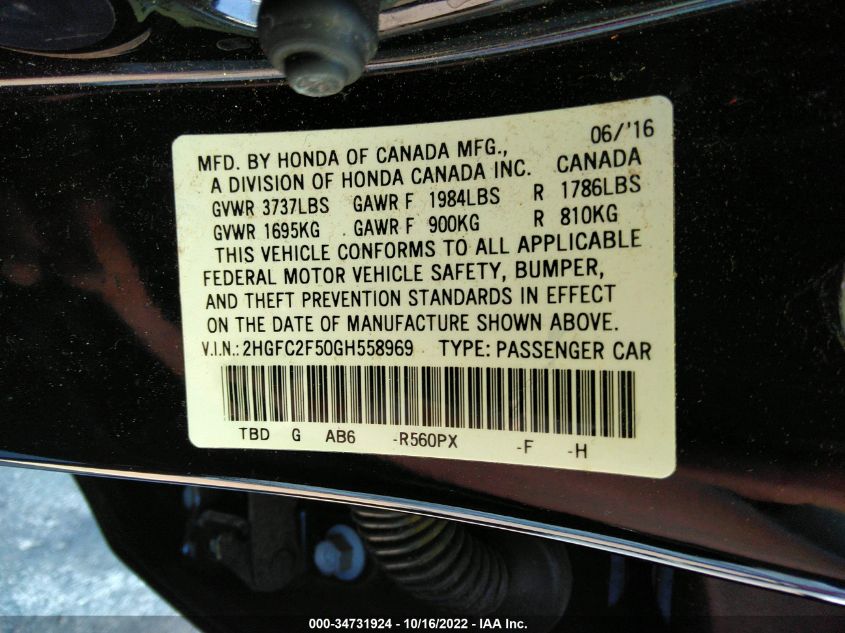 06/'16
MFD. BY HONDA OF CANADA MFG.,
A DIVISION OF HONDA CANADA INC. CANADA
GVWR 3737LBS GAWR F 1984LBS R 1786LBS
GVWR 1695KG GAWR F 900KG R 810KG
THIS VEHICLE CONFORMS TO ALL APPLICABLE
FEDERAL MOTOR VEHICLE SAFETY, BUMPER,
AND THEFT PREVENTION STANDARDS IN EFFECT
ON THE DATE OF MANUFACTURE SHOWN ABOVE.
V.I.N.: 2HGFC2F50GH558969 TYPE: PASSENGER CAR
TBD G AB6 -R560PX -F -H
000-34731924 - 10/16/2022 - IAA Inc.